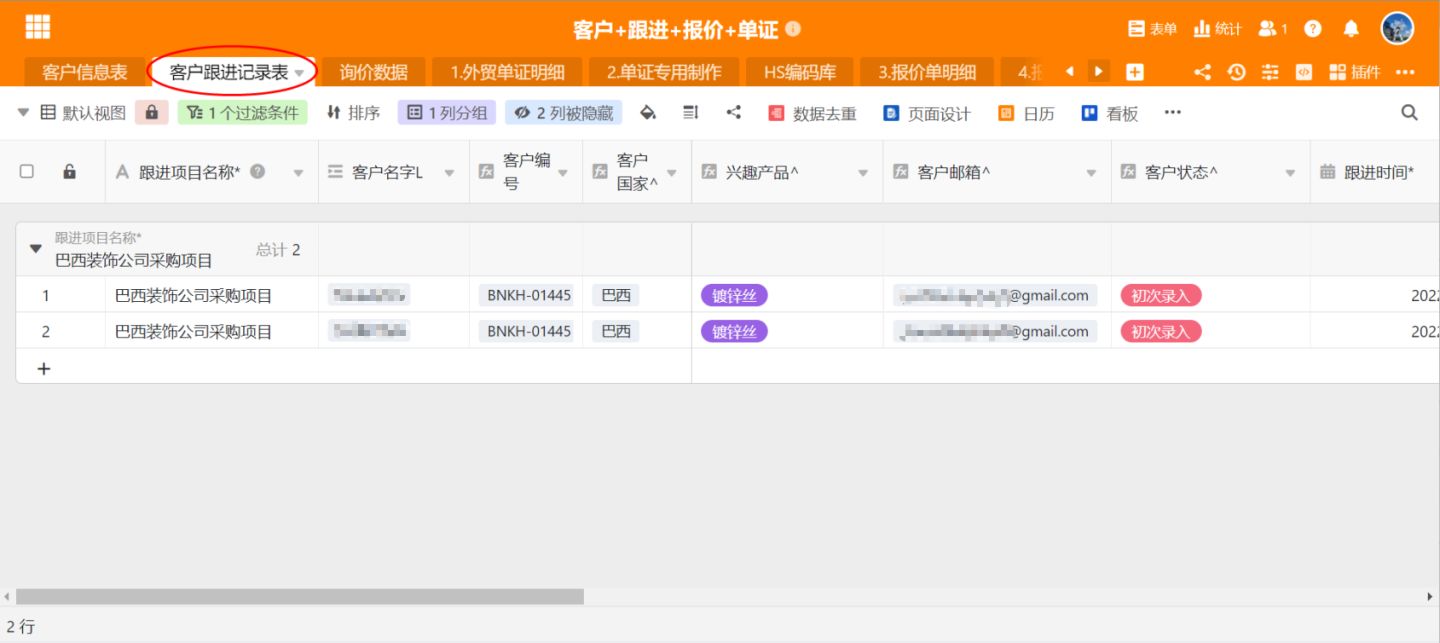 客户+跟进+报价+单证
表单 统计 1
客户信息表 客户跟进记录表 询价数据 1.外贸单证明细 2.单证专用制作 HS编码库 3.报价单明细 4. 插件
默认视图 1 个过滤条件 排序 1 列分组 2 列被隐藏 数据去重 页面设计 日历 看板
跟进项目名称* 客户名字L 客户编号 客户国家^ 兴趣产品^ 客户邮箱^ 客户状态^ 跟进时间*
跟进项目名称*
巴西装饰公司采购项目 总计 2
1 巴西装饰公司采购项目 BNKH-01445 巴西 镀锌丝 @gmail.com 初次录入 2022
2 巴西装饰公司采购项目 BNKH-01445 巴西 镀锌丝 @gmail.com 初次录入 2022
2 行